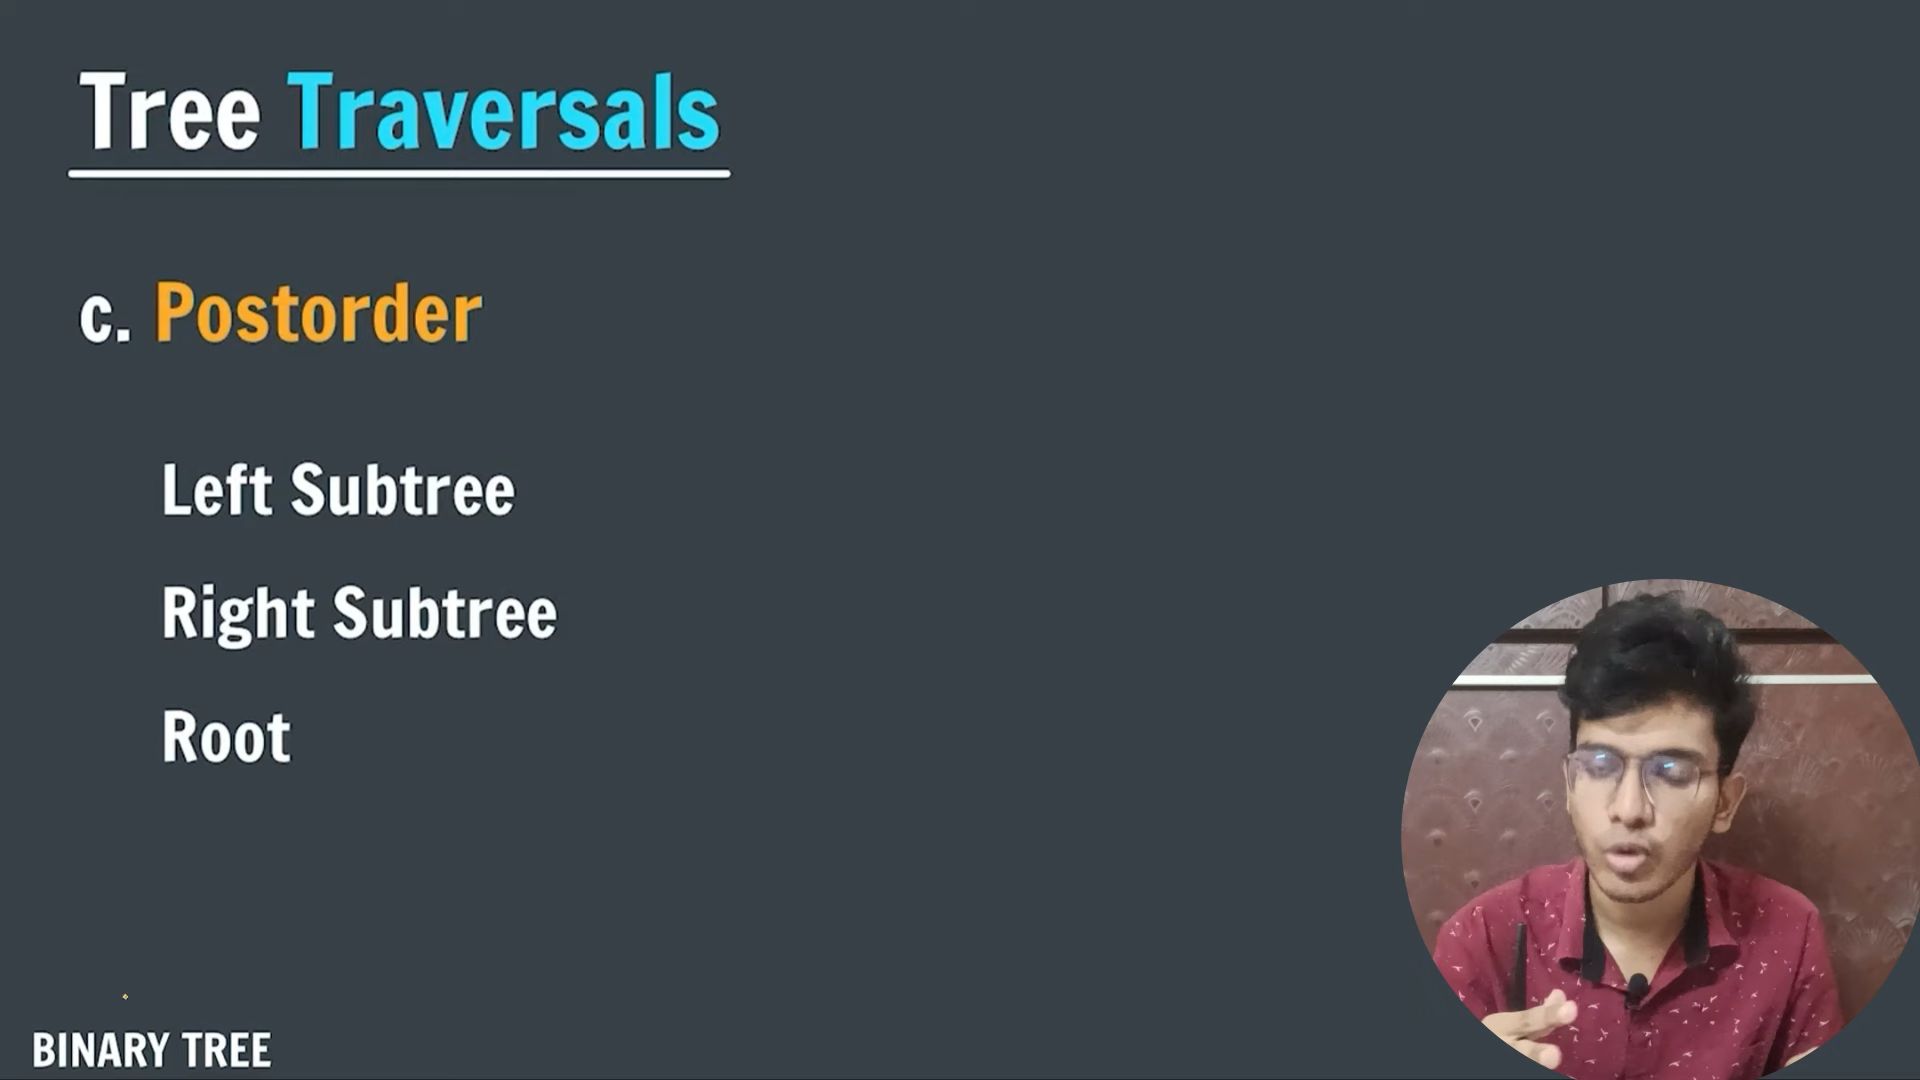 Tree Traversals
c. Postorder
Left Subtree
Right Subtree
Root
BINARY TREE